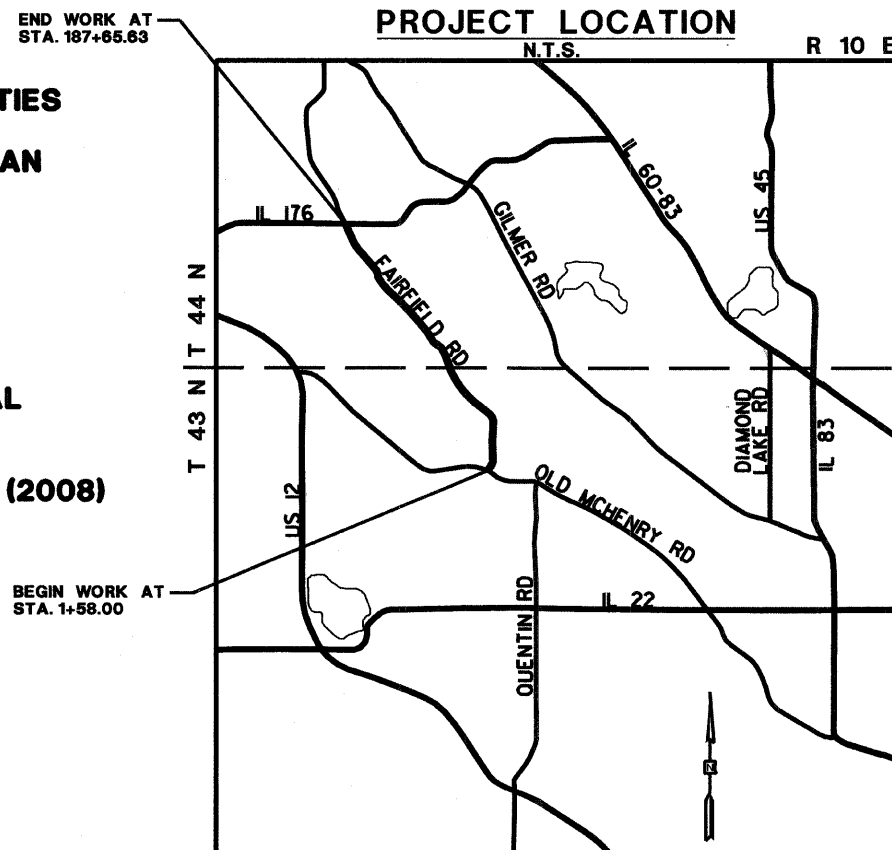 END WORK AT
STA. 187+65.63
PROJECT LOCATION
N.T.S.
R 10 E
TIES
AN
IL 60-83
US 45
IL 176
GILMER RD
FAIRFIELD RD
T 44 N
T 43 N
AL
DIAMOND
LAKE RD
IL 83
(2008)
US 12
OLD MCHENRY RD
BEGIN WORK AT
STA. 1+58.00
QUENTIN RD
IL 22
N